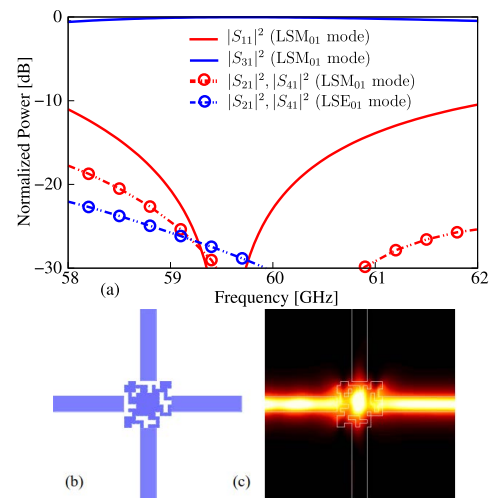 0
|S₁₁|² (LSM₀₁ mode)
|S₃₁|² (LSM₀₁ mode)
|S₂₁|², |S₄₁|² (LSM₀₁ mode)
|S₂₁|², |S₄₁|² (LSE₀₁ mode)
−10
−20
−30
Normalized Power [dB]
58 59 60 61 62
(a)
Frequency [GHz]
(b)
(c)